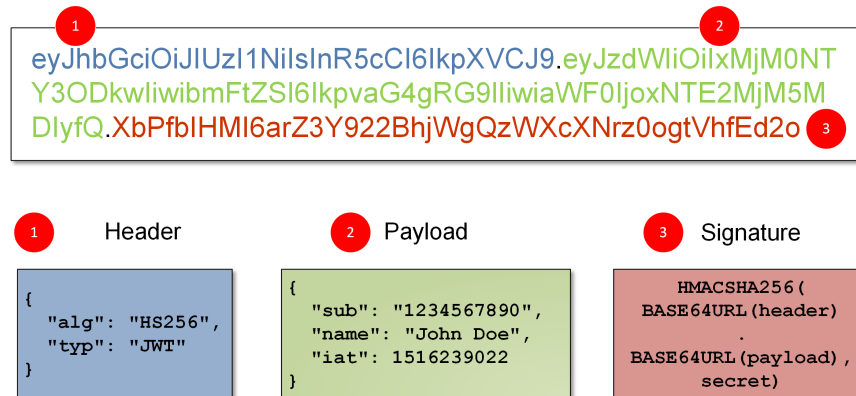 1
2
eyJhbGciOiJIUzI1NiIsInR5cCI6IkpXVCJ9.eyJzdWIiOiIxMjM0NT
Y3ODkwIiwibmFtZSI6IkpvaG4gRG9lIiwiaWF0IjoxNTE2MjM5M
DIyfQ.XbPfbIHMI6arZ3Y922BhjWgQzWXcXNrz0ogtVhfEd2o
3
1 Header
2 Payload
3 Signature
{
"alg": "HS256",
"typ": "JWT"
}
{
"sub": "1234567890",
"name": "John Doe",
"iat": 1516239022
}
HMACSHA256(
BASE64URL(header)
.
BASE64URL(payload),
secret)